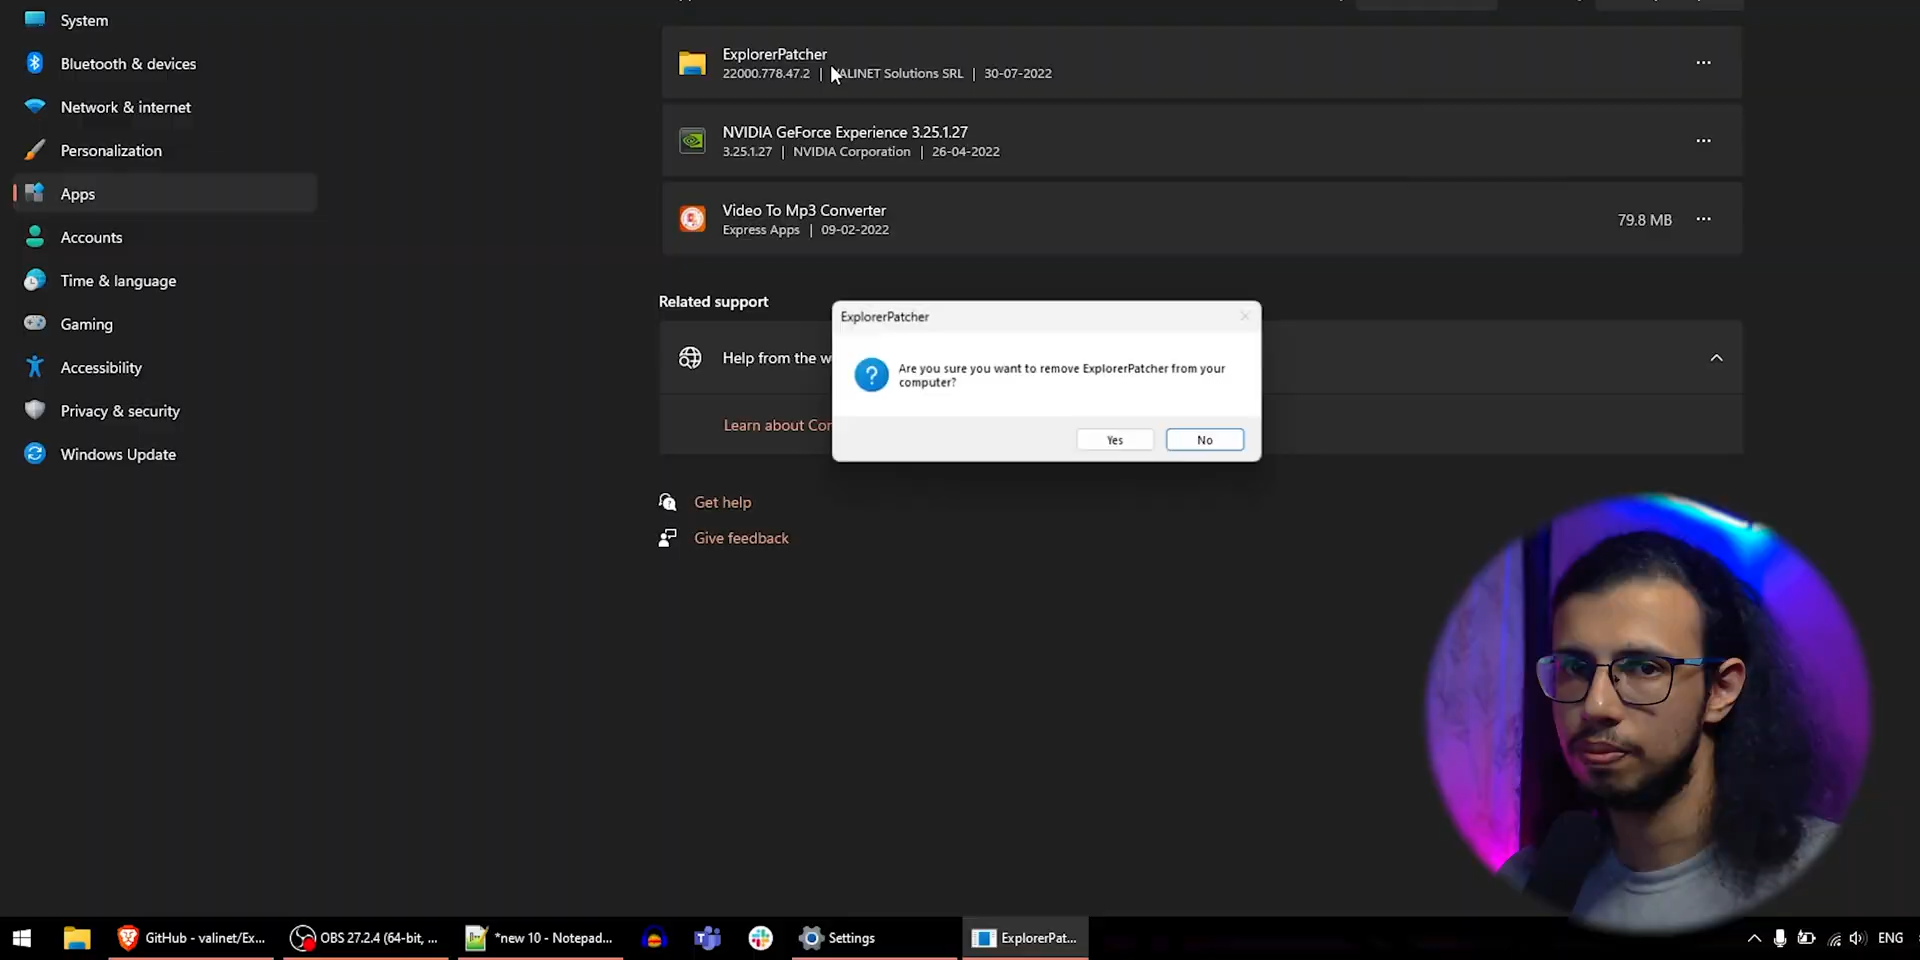 System
Bluetooth & devices
Network & internet
Personalization
Apps
Accounts
Time & language
Gaming
Accessibility
Privacy & security
Windows Update
ExplorerPatcher
22000.778.47.2 | VALINET Solutions SRL | 30-07-2022
NVIDIA GeForce Experience 3.25.1.27
3.25.1.27 | NVIDIA Corporation | 26-04-2022
Video To Mp3 Converter
Express Apps | 09-02-2022
79.8 MB
Related support
Help from the w
Learn about Cor
ExplorerPatcher
Are you sure you want to remove ExplorerPatcher from your
computer?
Yes
No
Get help
Give feedback
GitHub - valinet/Ex...
OBS 27.2.4 (64-bit, ...
*new 10 - Notepad...
Settings
ExplorerPat...
ENG